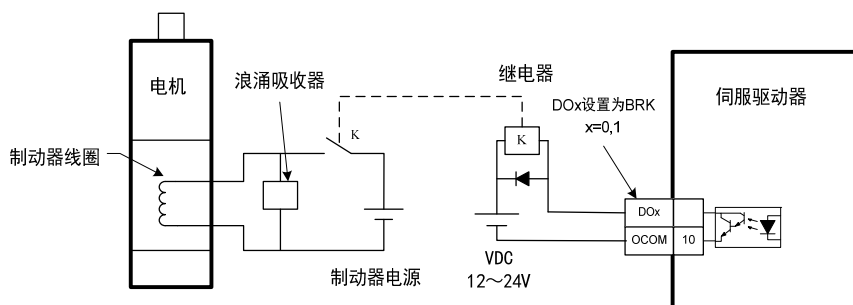 电机
浪涌吸收器
继电器
DOx设置为BRK
x=0,1
伺服驱动器
制动器线圈
K
K
DOx
OCOM
10
制动器电源
VDC
12～24V